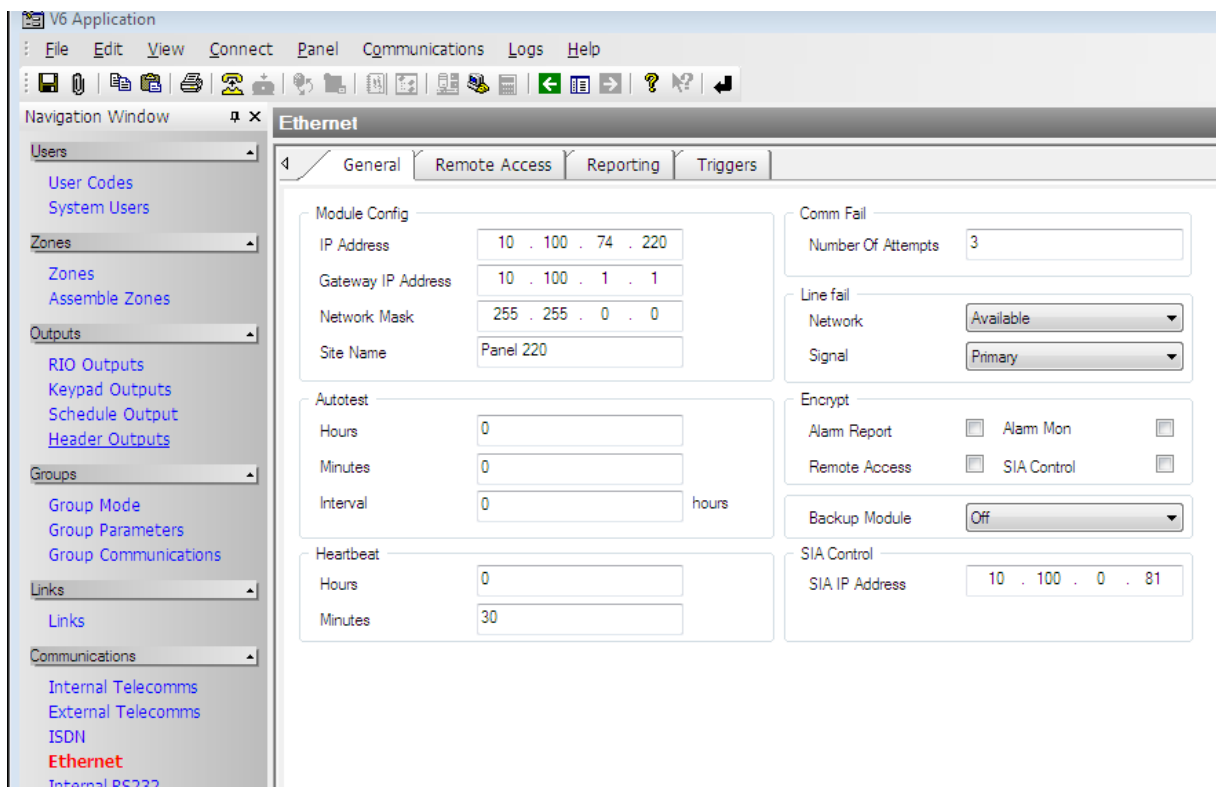 V6 Application
File Edit View Connect Panel Communications Logs Help
Navigation Window
Users
User Codes
System Users
Zones
Zones
Assemble Zones
Outputs
RIO Outputs
Keypad Outputs
Schedule Output
Header Outputs
Groups
Group Mode
Group Parameters
Group Communications
Links
Links
Communications
Internal Telecomms
External Telecomms
ISDN
Ethernet
Internal RS232
Ethernet
General Remote Access Reporting Triggers
Module Config
IP Address 10 . 100 . 74 . 220
Gateway IP Address 10 . 100 . 1 . 1
Network Mask 255 . 255 . 0 . 0
Site Name Panel 220
Autotest
Hours 0
Minutes 0
Interval 0 hours
Heartbeat
Hours 0
Minutes 30
Comm Fail
Number Of Attempts 3
Line fail
Network Available
Signal Primary
Encrypt
Alarm Report Alarm Mon
Remote Access SIA Control
Backup Module Off
SIA Control
SIA IP Address 10 . 100 . 0 . 81